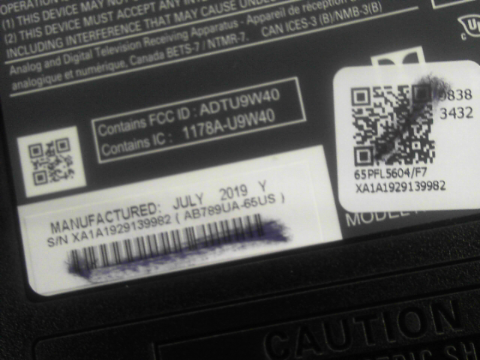 (1) THIS DEVICE MAY NOT
(2) THIS DEVICE MUST ACCEPT ANY
INCLUDING INTERFERENCE THAT MAY CAUSE UND
Analog and Digital Television Receiving Apparatus - Appareil de réception
analogique et numérique, Canada BETS-7 / NTMR-7. CAN ICES-3 (B)/NMB-3(B)
Contains FCC ID : ADTU9W40
Contains IC : 1178A-U9W40
9838
3432
65PFL5604/F7
XA1A1929139982
MANUFACTURED: JULY 2019 Y
S/N XA1A1929139982 ( AB789UA-65US )
MODEL
CAUTION